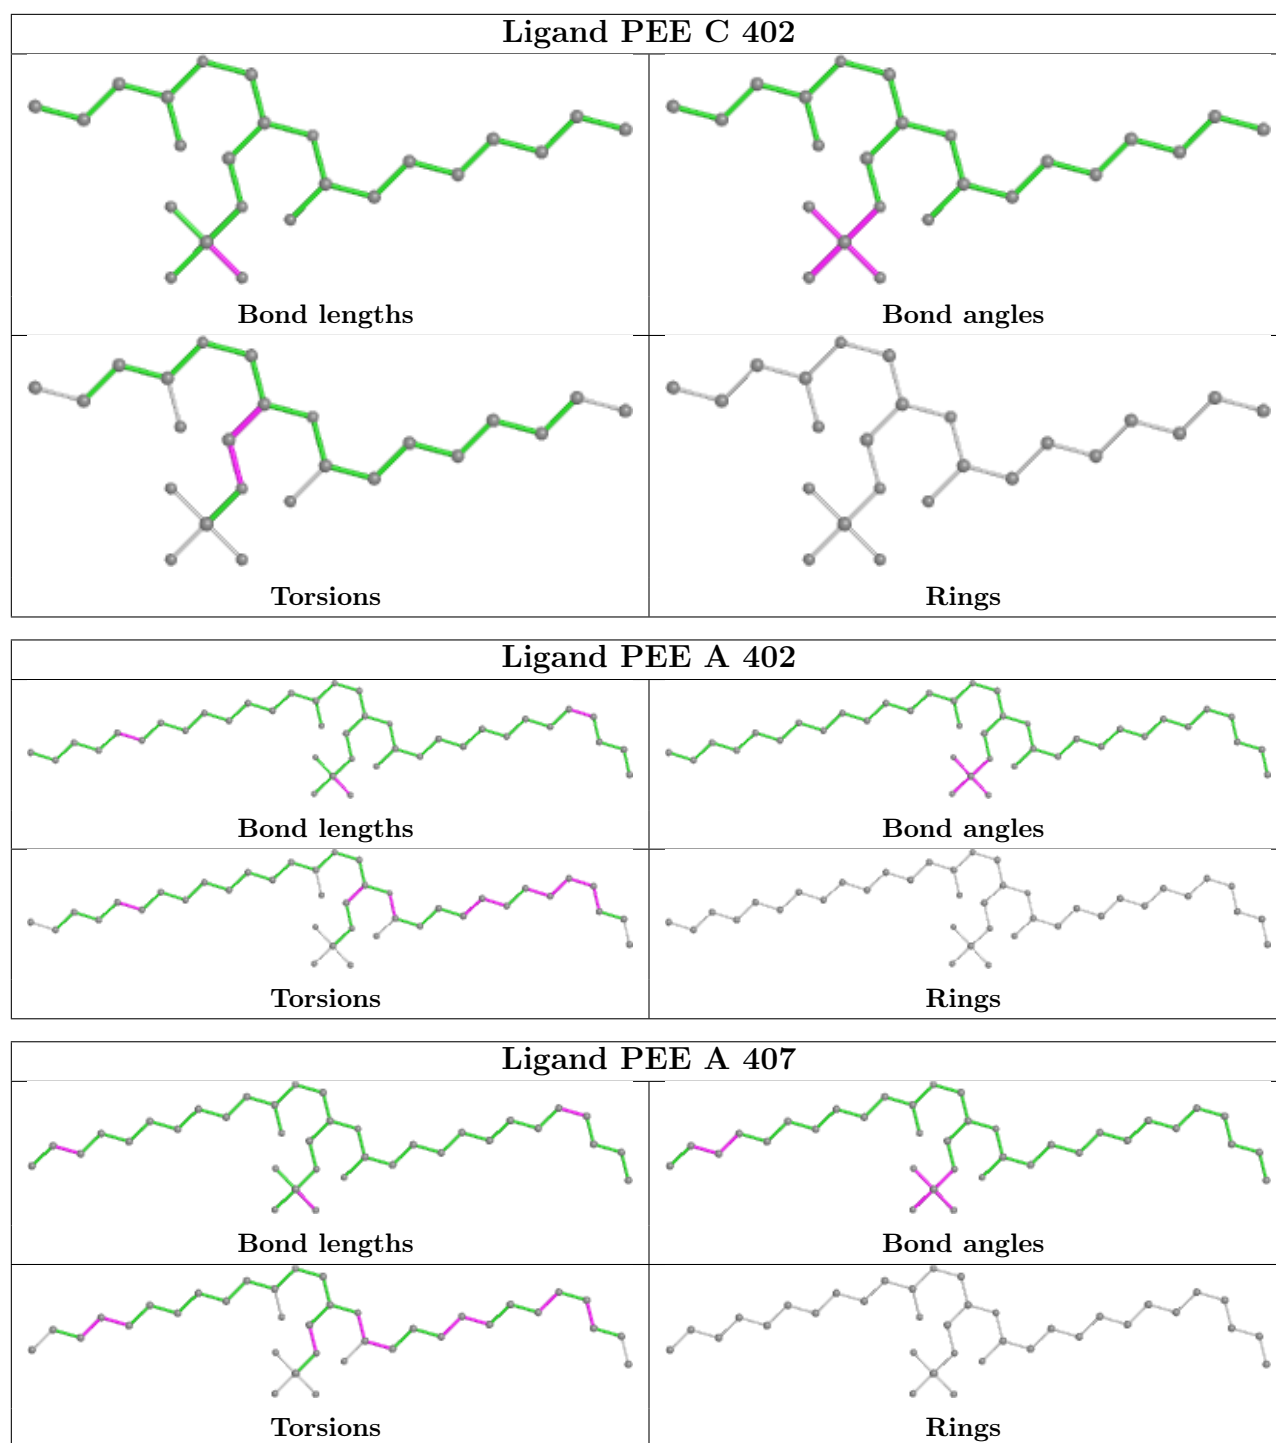 Ligand PEE C 402
Bond lengths
Bond angles
Torsions
Rings
Ligand PEE A 402
Bond lengths
Bond angles
Torsions
Rings
Ligand PEE A 407
Bond lengths
Bond angles
Torsions
Rings